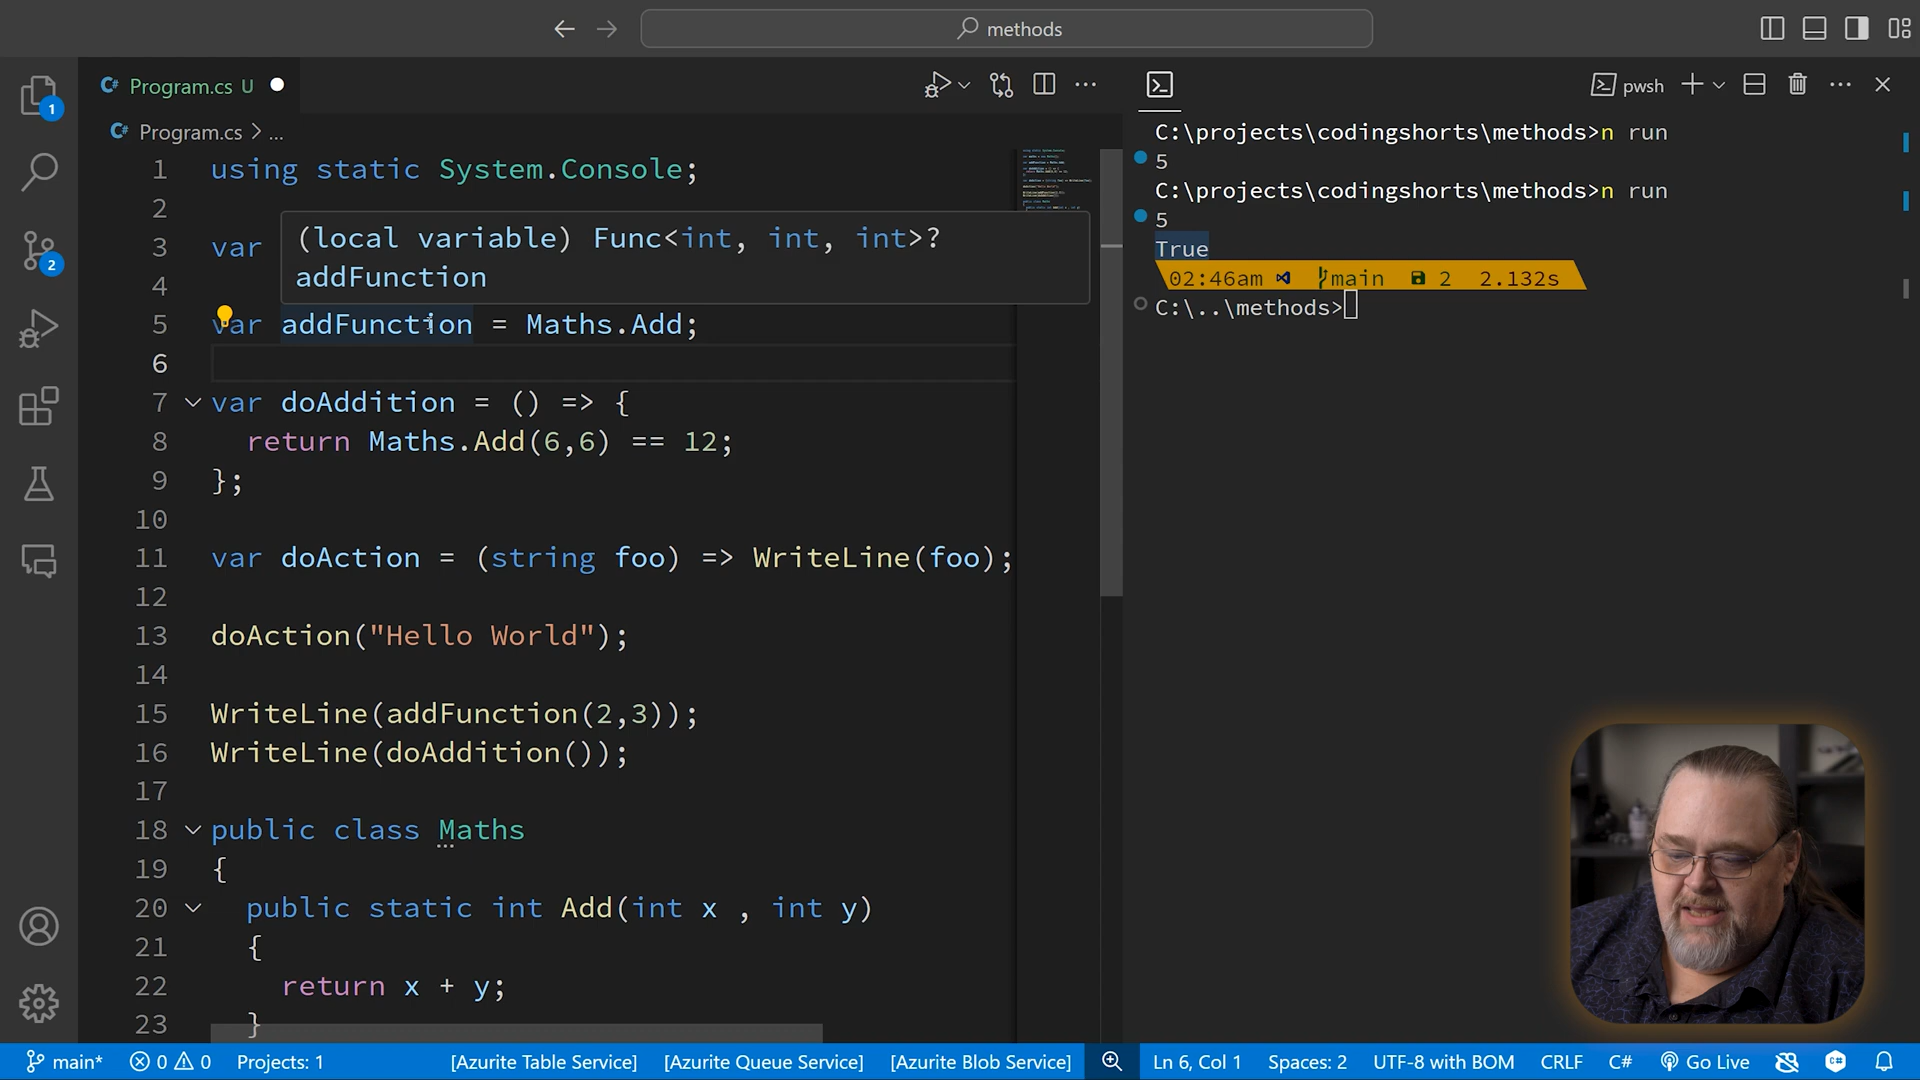 methods
Program.cs U
pwsh
Program.cs > ...
1 using static System.Console;
2
3 var
(local variable) Func<int, int, int>?
addFunction
4
5 var addFunction = Maths.Add;
6
7 var doAddition = () => {
8 return Maths.Add(6,6) == 12;
9 };
10
11 var doAction = (string foo) => WriteLine(foo);
12
13 doAction("Hello World");
14
15 WriteLine(addFunction(2,3));
16 WriteLine(doAddition());
17
18 public class Maths
19 {
20 public static int Add(int x , int y)
21 {
22 return x + y;
23 }
C:\projects\codingshorts\methods>n run
5
C:\projects\codingshorts\methods>n run
5
True
02:46am main 2 2.132s
C:\..\methods>
1
2
main* 0 0 Projects: 1 [Azurite Table Service] [Azurite Queue Service] [Azurite Blob Service] Ln 6, Col 1 Spaces: 2 UTF-8 with BOM CRLF C# Go Live